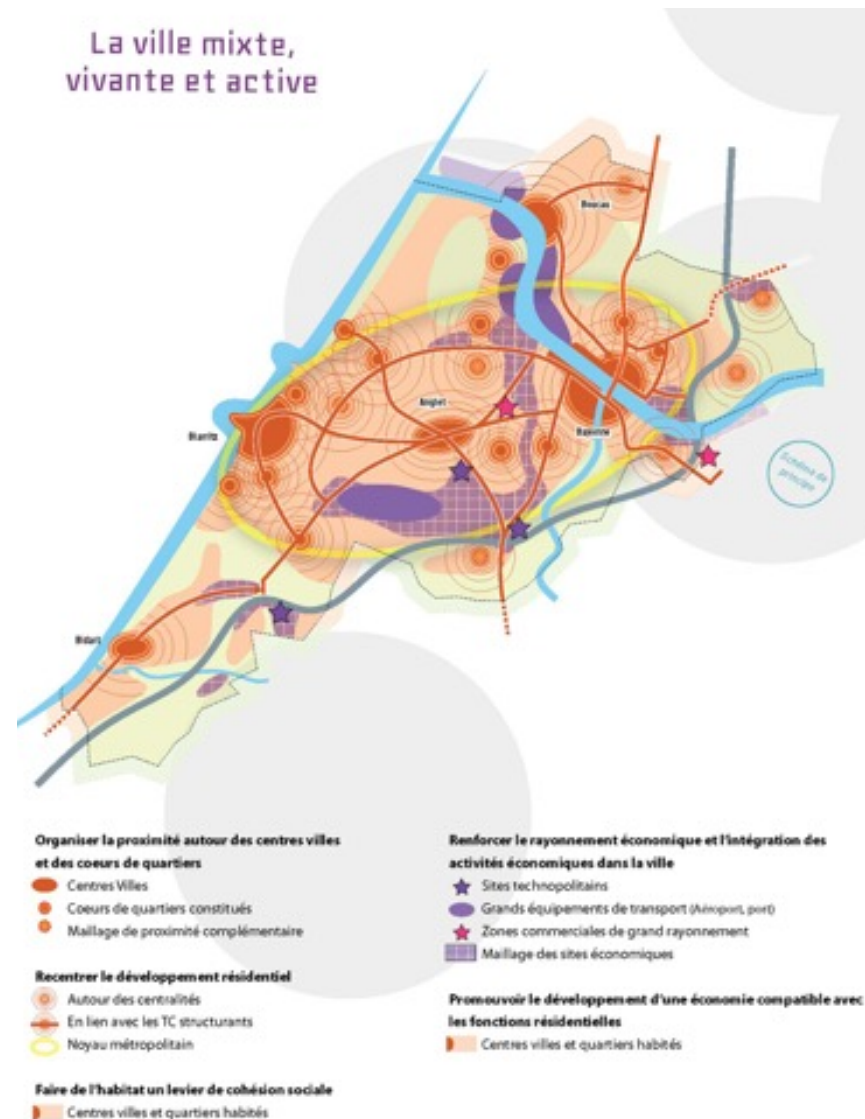 La ville mixte,
vivante et active
Boucau
Anglet
Biarritz
Bayonne
Schéma de
principe
Bidart
Organiser la proximité autour des centres villes
et des coeurs de quartiers
Centres Villes
Coeurs de quartiers constitués
Maillage de proximité complémentaire
Recentrer le développement résidentiel
Autour des centralités
En lien avec les TC structurants
Noyau métropolitain
Faire de l'habitat un levier de cohésion sociale
Centres villes et quartiers habités
Renforcer le rayonnement économique et l'intégration des
activités économiques dans la ville
Sites technopolitains
Grands équipements de transport (Aéroport, port)
Zones commerciales de grand rayonnement
Maillage des sites économiques
Promouvoir le développement d'une économie compatible avec
les fonctions résidentielles
Centres villes et quartiers habités